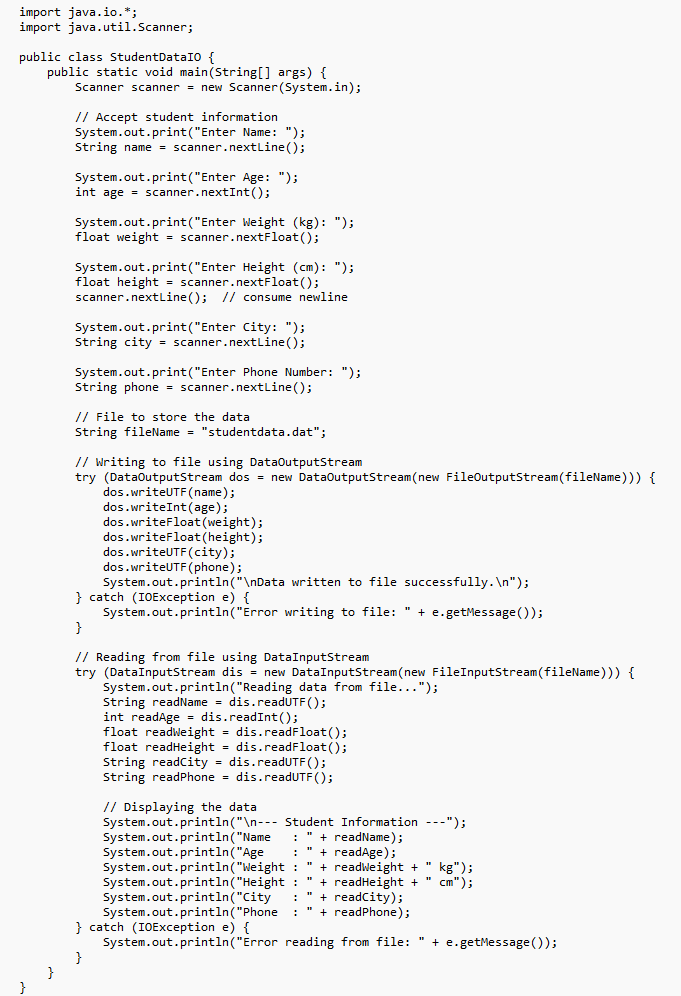 import java.io.*;
import java.util.Scanner;

public class StudentDataIO {
    public static void main(String[] args) {
        Scanner scanner = new Scanner(System.in);

        // Accept student information
        System.out.print("Enter Name: ");
        String name = scanner.nextLine();

        System.out.print("Enter Age: ");
        int age = scanner.nextInt();

        System.out.print("Enter Weight (kg): ");
        float weight = scanner.nextFloat();

        System.out.print("Enter Height (cm): ");
        float height = scanner.nextFloat();
        scanner.nextLine();  // consume newline

        System.out.print("Enter City: ");
        String city = scanner.nextLine();

        System.out.print("Enter Phone Number: ");
        String phone = scanner.nextLine();

        // File to store the data
        String fileName = "studentdata.dat";

        // Writing to file using DataOutputStream
        try (DataOutputStream dos = new DataOutputStream(new FileOutputStream(fileName))) {
            dos.writeUTF(name);
            dos.writeInt(age);
            dos.writeFloat(weight);
            dos.writeFloat(height);
            dos.writeUTF(city);
            dos.writeUTF(phone);
            System.out.println("\nData written to file successfully.\n");
        } catch (IOException e) {
            System.out.println("Error writing to file: " + e.getMessage());
        }

        // Reading from file using DataInputStream
        try (DataInputStream dis = new DataInputStream(new FileInputStream(fileName))) {
            System.out.println("Reading data from file...");
            String readName = dis.readUTF();
            int readAge = dis.readInt();
            float readWeight = dis.readFloat();
            float readHeight = dis.readFloat();
            String readCity = dis.readUTF();
            String readPhone = dis.readUTF();

            // Displaying the data
            System.out.println("\n--- Student Information ---");
            System.out.println("Name   : " + readName);
            System.out.println("Age    : " + readAge);
            System.out.println("Weight : " + readWeight + " kg");
            System.out.println("Height : " + readHeight + " cm");
            System.out.println("City   : " + readCity);
            System.out.println("Phone  : " + readPhone);
        } catch (IOException e) {
            System.out.println("Error reading from file: " + e.getMessage());
        }
    }
}